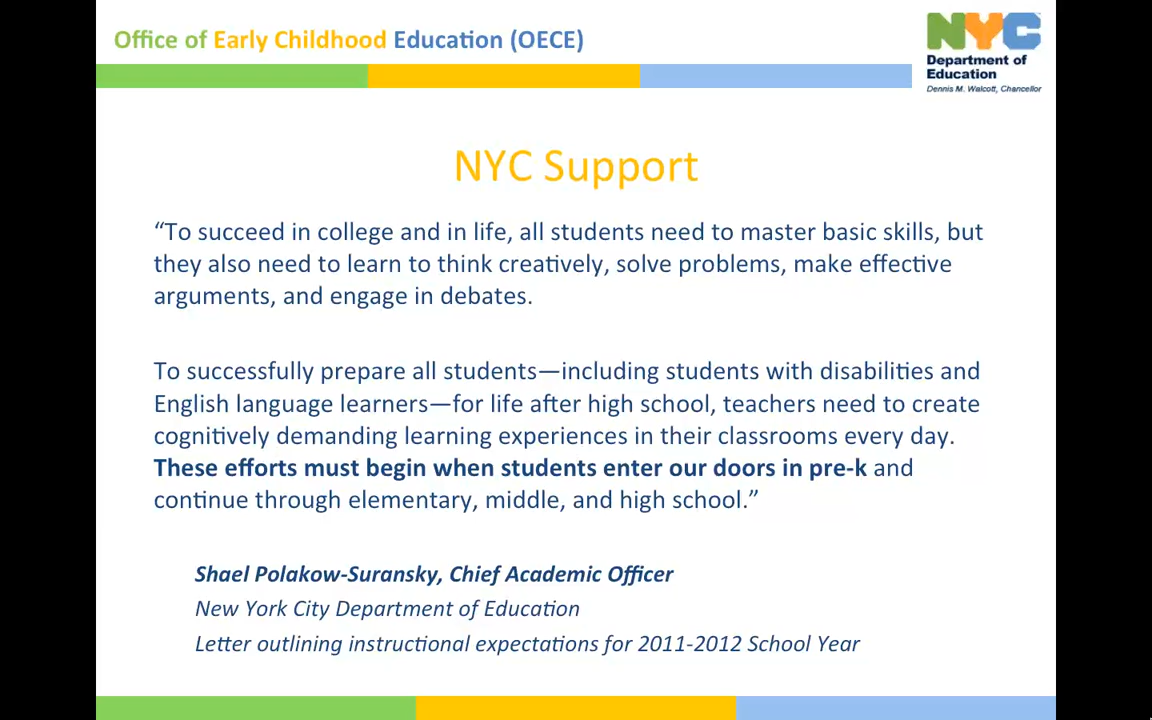 Office of Early Childhood Education (OECE)
NYC
Department of
Education
Dennis M. Walcott, Chancellor
NYC Support
“To succeed in college and in life, all students need to master basic skills, but
they also need to learn to think creatively, solve problems, make effective
arguments, and engage in debates.
To successfully prepare all students—including students with disabilities and
English language learners—for life after high school, teachers need to create
cognitively demanding learning experiences in their classrooms every day.
These efforts must begin when students enter our doors in pre-k and
continue through elementary, middle, and high school.”
Shael Polakow-Suransky, Chief Academic Officer
New York City Department of Education
Letter outlining instructional expectations for 2011-2012 School Year